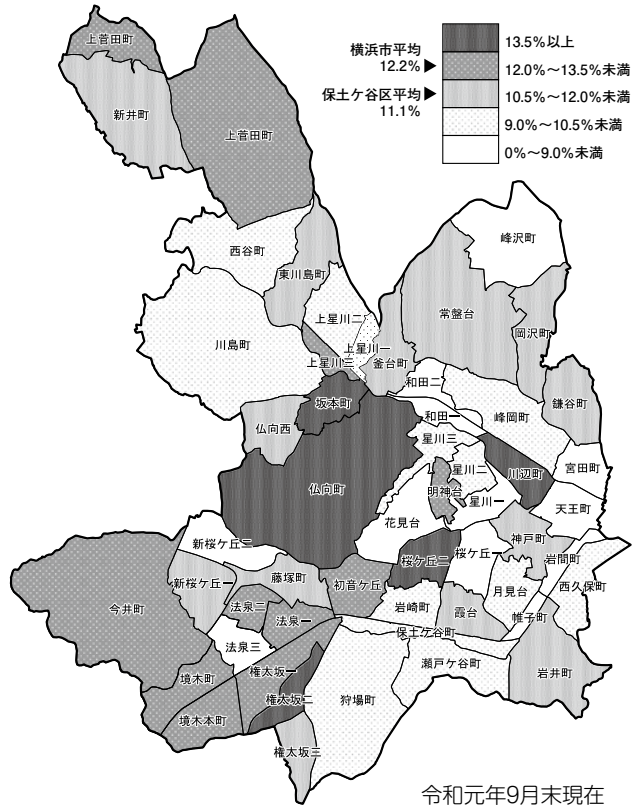 13.5%以上
横浜市平均
12.2%▶
12.0%〜13.5%未満
保土ケ谷区平均▶
11.1%
10.5%〜12.0%未満
9.0%〜10.5%未満
0%〜9.0%未満
上菅田町
新井町
上菅田町
西谷町
峰沢町
東川島町
常盤台
上星川二
岡沢町
川島町
上星川一
上星川三
釜台町
和田二
坂本町
鎌谷町
和田一
峰岡町
仏向西
星川三
宮田町
星川二
川辺町
仏向町
明神台
星川一
天王町
花見台
新桜ケ丘二
神戸町
桜ケ丘一
岩間町
桜ケ丘二
新桜ケ丘一
藤塚町
初音ケ丘
月見台
西久保町
今井町
法泉二
岩崎町
霞台
法泉一
帷子町
保土ケ谷町
法泉三
瀬戸ケ谷町
権太坂一
岩井町
境木町
権太坂二
狩場町
境木本町
権太坂三
令和元年9月末現在